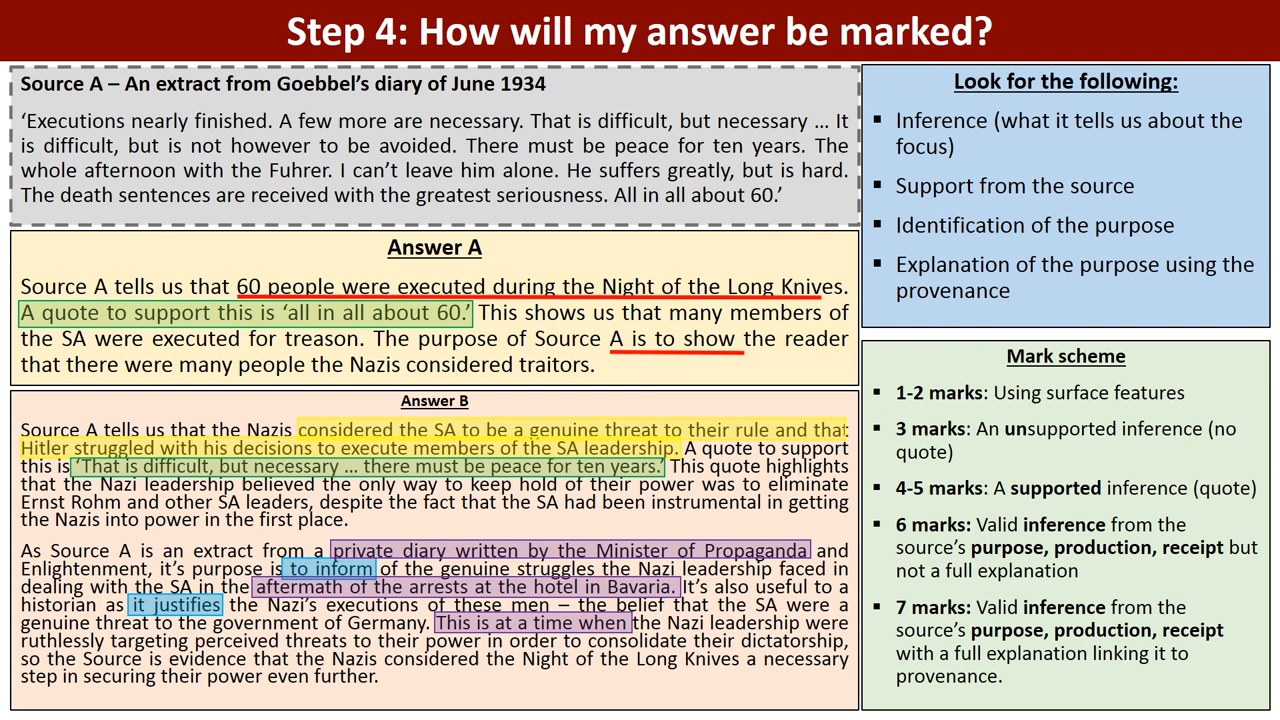 Step 4: How will my answer be marked?
Source A – An extract from Goebbel’s diary of June 1934
‘Executions nearly finished. A few more are necessary. That is difficult, but necessary … It
is difficult, but is not however to be avoided. There must be peace for ten years. The
whole afternoon with the Fuhrer. I can’t leave him alone. He suffers greatly, but is hard.
The death sentences are received with the greatest seriousness. All in all about 60.’
Answer A
Source A tells us that 60 people were executed during the Night of the Long Knives.
A quote to support this is ‘all in all about 60.’ This shows us that many members of
the SA were executed for treason. The purpose of Source A is to show the reader
that there were many people the Nazis considered traitors.
Answer B
Source A tells us that the Nazis considered the SA to be a genuine threat to their rule and that
Hitler struggled with his decisions to execute members of the SA leadership. A quote to support
this is ‘That is difficult, but necessary … there must be peace for ten years.’ This quote highlights
that the Nazi leadership believed the only way to keep hold of their power was to eliminate
Ernst Rohm and other SA leaders, despite the fact that the SA had been instrumental in getting
the Nazis into power in the first place.
As Source A is an extract from a private diary written by the Minister of Propaganda and
Enlightenment, it’s purpose is to inform of the genuine struggles the Nazi leadership faced in
dealing with the SA in the aftermath of the arrests at the hotel in Bavaria. It’s also useful to a
historian as it justifies the Nazi’s executions of these men – the belief that the SA were a
genuine threat to the government of Germany. This is at a time when the Nazi leadership were
ruthlessly targeting perceived threats to their power in order to consolidate their dictatorship,
so the Source is evidence that the Nazis considered the Night of the Long Knives a necessary
step in securing their power even further.
Look for the following:
▪ Inference (what it tells us about the
focus)
▪ Support from the source
▪ Identification of the purpose
▪ Explanation of the purpose using the
provenance
Mark scheme
▪ 1-2 marks: Using surface features
▪ 3 marks: An unsupported inference (no
quote)
▪ 4-5 marks: A supported inference (quote)
▪ 6 marks: Valid inference from the
source’s purpose, production, receipt but
not a full explanation
▪ 7 marks: Valid inference from the
source’s purpose, production, receipt
with a full explanation linking it to
provenance.